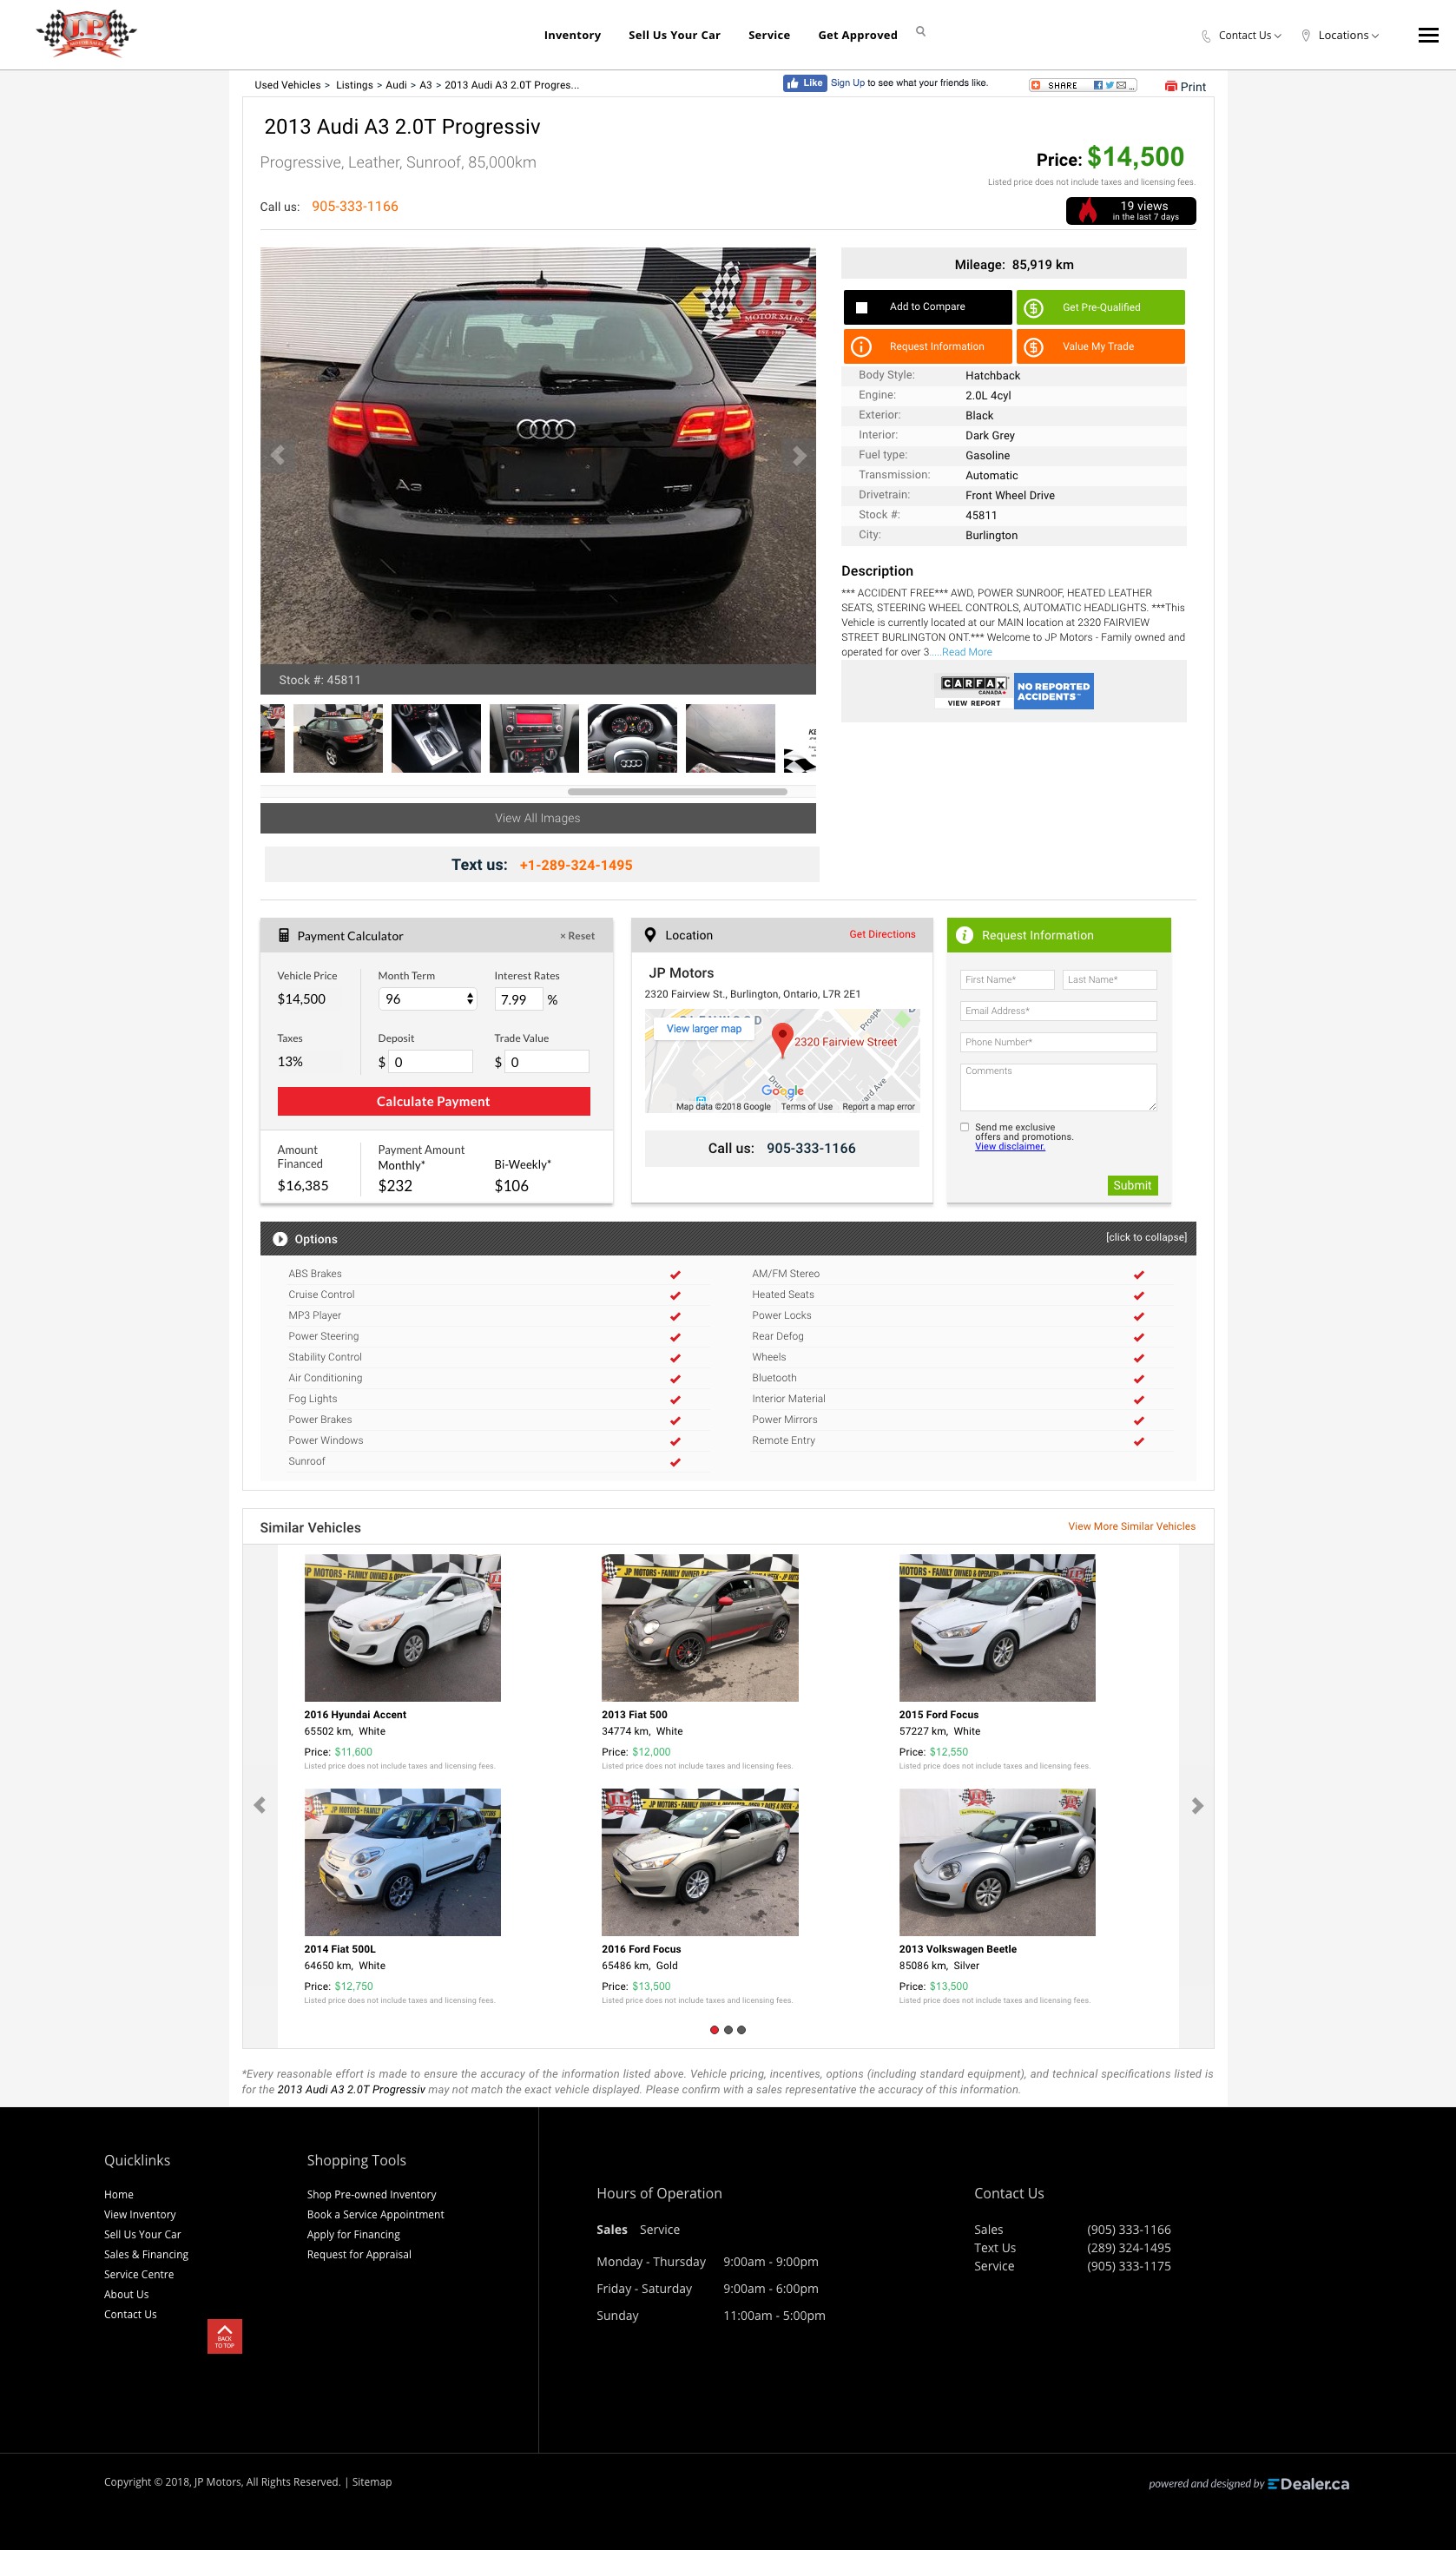 J.P.
MOTOR SALES
Inventory
Sell Us Your Car
Service
Get Approved
Contact Us
Locations
Used Vehicles > Listings > Audi > A3 > 2013 Audi A3 2.0T Progres...
Like
Sign Up to see what your friends like.
SHARE
Print
2013 Audi A3 2.0T Progressiv
Progressive, Leather, Sunroof, 85,000km
Price: $14,500
Listed price does not include taxes and licensing fees.
Call us: 905-333-1166
19 views
in the last 7 days
J.P.
MOTOR SALES
A3
TFSI
Stock #: 45811
View All Images
Text us: +1-289-324-1495
Mileage: 85,919 km
Add to Compare
Get Pre-Qualified
Request Information
Value My Trade
Body Style: Hatchback
Engine: 2.0L 4cyl
Exterior: Black
Interior: Dark Grey
Fuel type: Gasoline
Transmission: Automatic
Drivetrain: Front Wheel Drive
Stock #: 45811
City: Burlington
Description
*** ACCIDENT FREE*** AWD, POWER SUNROOF, HEATED LEATHER
SEATS, STEERING WHEEL CONTROLS, AUTOMATIC HEADLIGHTS. ***This
Vehicle is currently located at our MAIN location at 2320 FAIRVIEW
STREET BURLINGTON ONT.*** Welcome to JP Motors - Family owned and
operated for over 3.....Read More
CARFAX
CANADA
VIEW REPORT
NO REPORTED
ACCIDENTS™
Payment Calculator
× Reset
Vehicle Price
Month Term
Interest Rates
$14,500
96
7.99 %
Taxes
Deposit
Trade Value
13%
$ 0
$ 0
Calculate Payment
Amount
Financed
Payment Amount
Monthly*
Bi-Weekly*
$16,385
$232
$106
Location
Get Directions
JP Motors
2320 Fairview St., Burlington, Ontario, L7R 2E1
View larger map
2320 Fairview Street
Google
Map data ©2018 Google Terms of Use Report a map error
Call us: 905-333-1166
Request Information
First Name*
Last Name*
Email Address*
Phone Number*
Comments
Send me exclusive
offers and promotions.
View disclaimer.
Submit
Options
[click to collapse]
ABS Brakes
AM/FM Stereo
Cruise Control
Heated Seats
MP3 Player
Power Locks
Power Steering
Rear Defog
Stability Control
Wheels
Air Conditioning
Bluetooth
Fog Lights
Interior Material
Power Brakes
Power Mirrors
Power Windows
Remote Entry
Sunroof
Similar Vehicles
View More Similar Vehicles
2016 Hyundai Accent
65502 km, White
Price: $11,600
Listed price does not include taxes and licensing fees.
2013 Fiat 500
34774 km, White
Price: $12,000
Listed price does not include taxes and licensing fees.
2015 Ford Focus
57227 km, White
Price: $12,550
Listed price does not include taxes and licensing fees.
2014 Fiat 500L
64650 km, White
Price: $12,750
Listed price does not include taxes and licensing fees.
2016 Ford Focus
65486 km, Gold
Price: $13,500
Listed price does not include taxes and licensing fees.
2013 Volkswagen Beetle
85086 km, Silver
Price: $13,500
Listed price does not include taxes and licensing fees.
*Every reasonable effort is made to ensure the accuracy of the information listed above. Vehicle pricing, incentives, options (including standard equipment), and technical specifications listed is
for the 2013 Audi A3 2.0T Progressiv may not match the exact vehicle displayed. Please confirm with a sales representative the accuracy of this information.
Quicklinks
Home
View Inventory
Sell Us Your Car
Sales & Financing
Service Centre
About Us
Contact Us
BACK
TO TOP
Shopping Tools
Shop Pre-owned Inventory
Book a Service Appointment
Apply for Financing
Request for Appraisal
Hours of Operation
Sales Service
Monday - Thursday 9:00am - 9:00pm
Friday - Saturday 9:00am - 6:00pm
Sunday 11:00am - 5:00pm
Contact Us
Sales (905) 333-1166
Text Us (289) 324-1495
Service (905) 333-1175
Copyright © 2018, JP Motors, All Rights Reserved. | Sitemap
powered and designed by EDealer.ca